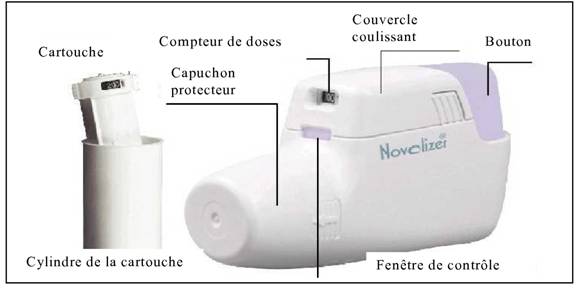 Couvercle
coulissant
Cartouche
Compteur de doses
Bouton
Capuchon
protecteur
Novolizer®
Cylindre de la cartouche
Fenêtre de contrôle